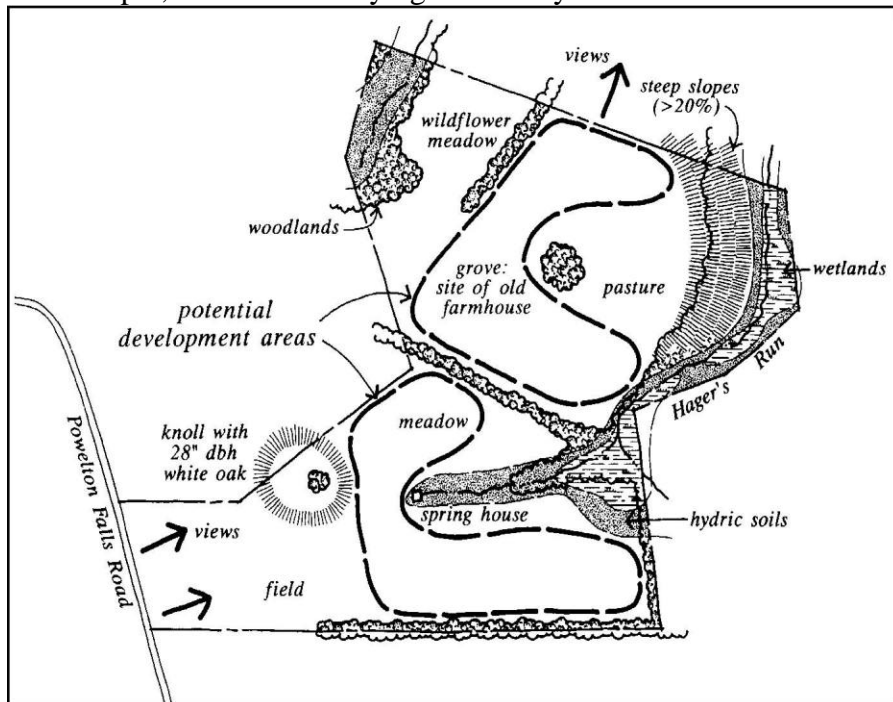 views
steep slopes
(>20%)
wildflower
meadow
woodlands
wetlands
grove:
site of old
farmhouse
pasture
potential
development areas
Hager's Run
meadow
knoll with
28" dbh
white oak
Powelton Falls Road
views
spring house
hydric soils
field